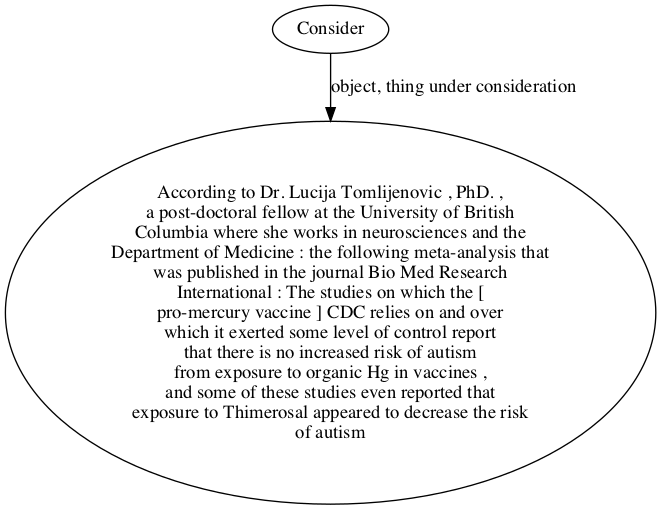 Consider
object, thing under consideration
According to Dr. Lucija Tomlijenovic , PhD. ,
a post-doctoral fellow at the University of British
Columbia where she works in neurosciences and the
Department of Medicine : the following meta-analysis that
was published in the journal Bio Med Research
International : The studies on which the [
pro-mercury vaccine ] CDC relies on and over
which it exerted some level of control report
that there is no increased risk of autism
from exposure to organic Hg in vaccines ,
and some of these studies even reported that
exposure to Thimerosal appeared to decrease the risk
of autism